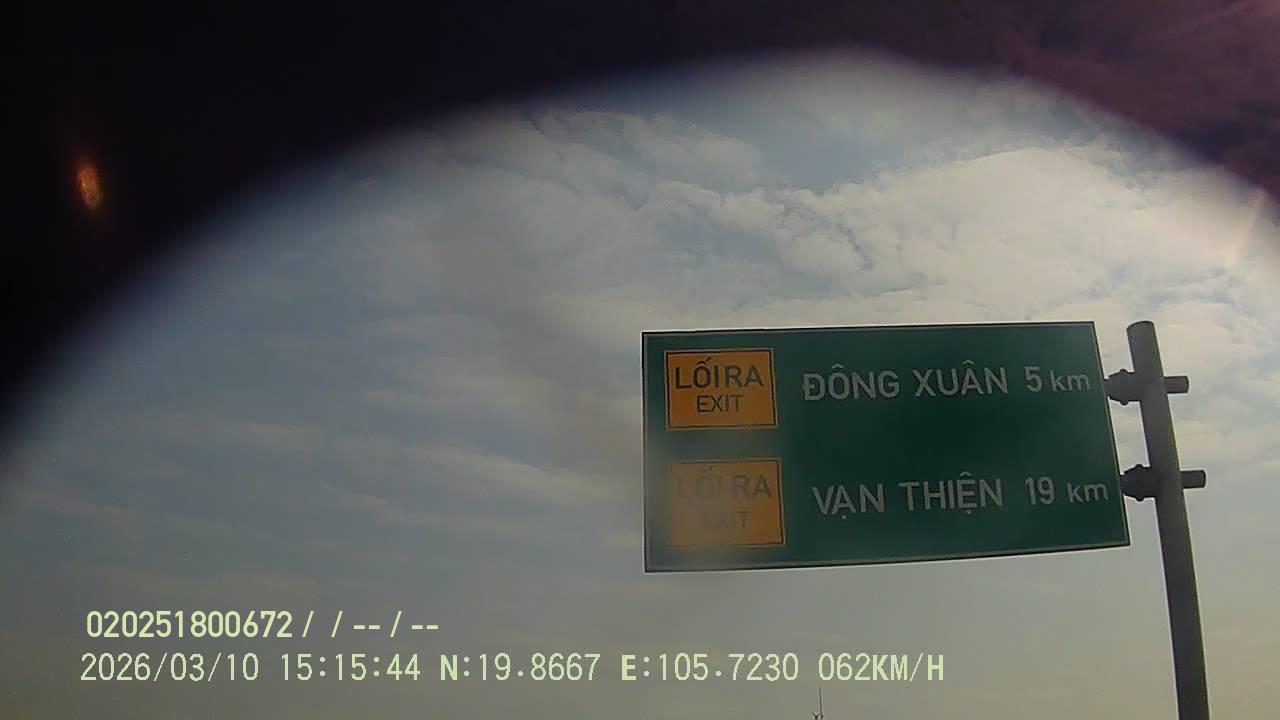 LỐI RA
EXIT
ĐÔNG XUÂN 5 km
LỐI RA
EXIT
VẠN THIỆN 19 km
020251800672 / / -- / --
2026/03/10 15:15:44 N:19.8667 E:105.7230 062KM/H